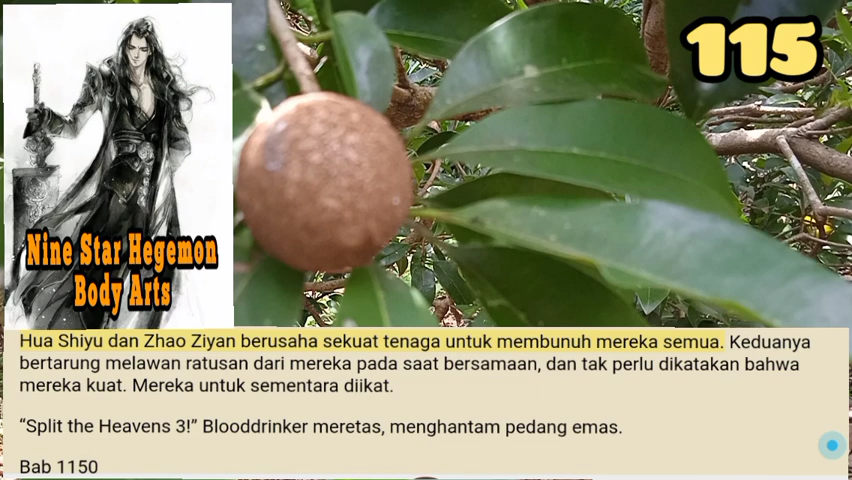 115
Nine Star Hegemon
Body Arts
Hua Shiyu dan Zhao Ziyan berusaha sekuat tenaga untuk membunuh mereka semua. Keduanya
bertarung melawan ratusan dari mereka pada saat bersamaan, dan tak perlu dikatakan bahwa
mereka kuat. Mereka untuk sementara diikat.
“Split the Heavens 3!” Blooddrinker meretas, menghantam pedang emas.
Bab 1150